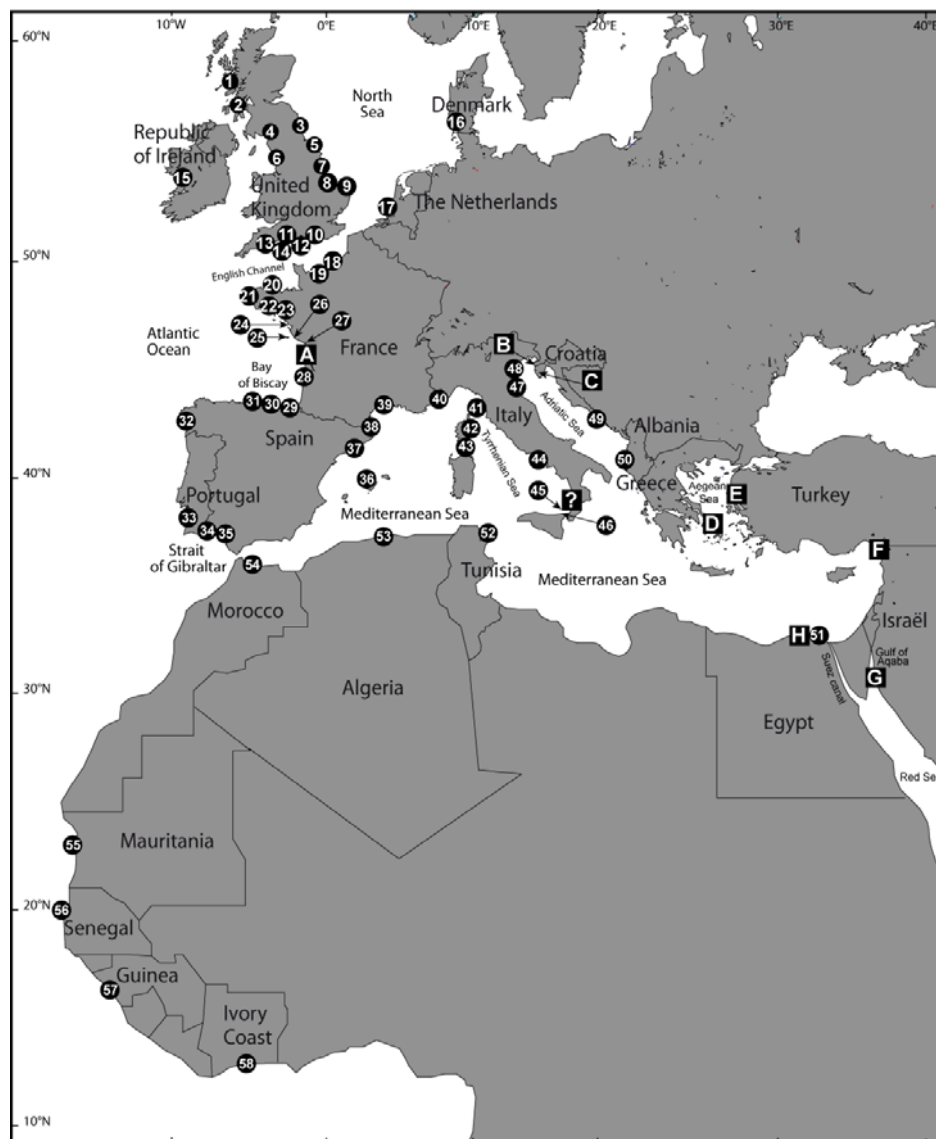 10°W
0°
10°E
20°E
30°E
40°E
60°N
1
North
Sea
2
Denmark
16
3
4
Republic
of Ireland
5
6
7
15
8
9
United
Kingdom
17
The Netherlands
10
11
12
13
14
50°N
18
English Channel
19
20
21
22
23
26
24
27
25
Atlantic
Ocean
France
A
B
Croatia
48
C
28
Bay
of Biscay
47
31
30
29
39
40
41
Italy
Adriatic Sea
49
32
38
42
Albania
Spain
43
Tyrrhenian Sea
37
44
50
40°N
36
45
?
Greece
Aegean
Sea
E
Turkey
Portugal
33
34
35
Mediterranean Sea
46
D
Strait
of Gibraltar
53
52
F
54
Tunisia
Mediterranean Sea
Morocco
Israël
H
51
Gulf of
Aqaba
G
30°N
Algeria
Suez canal
Egypt
Red Se
55
Mauritania
20°N
56
Senegal
Guinea
57
Ivory
Coast
58
10°N